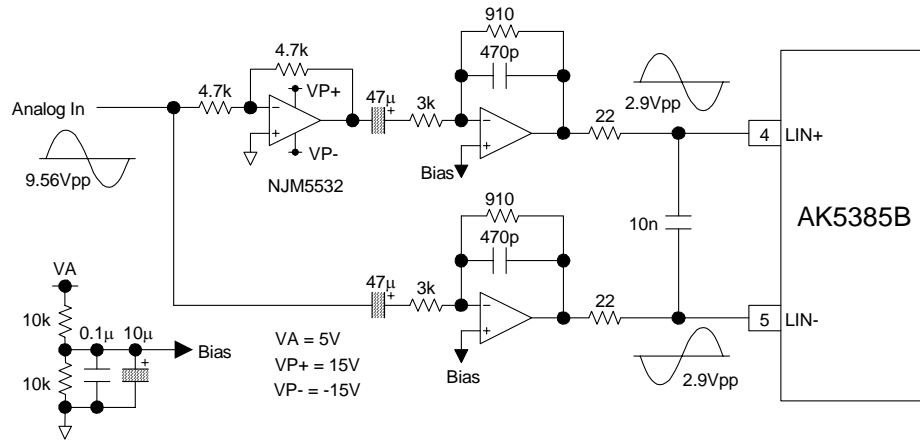 910
4.7k
470p
4.7k
VP+
47µ
+
3k
2.9Vpp
Analog In
−
+
−
+
22
4
LIN+
VP-
Bias
9.56Vpp
NJM5532
910
AK5385B
470p
10n
VA
47µ
+
3k
−
+
22
5
LIN-
10k
0.1µ
10µ
+
Bias
VA = 5V
VP+ = 15V
VP- = -15V
Bias
2.9Vpp
10k